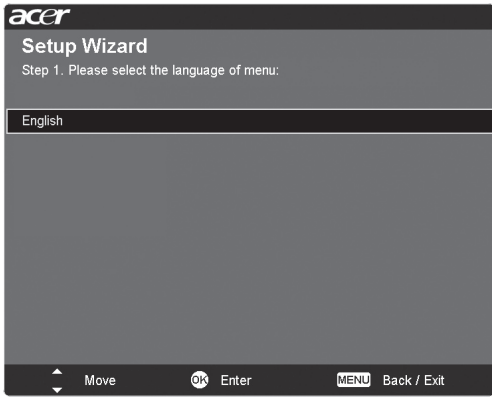 acer
Setup Wizard
Step 1. Please select the language of menu:
English
Move OK Enter MENU Back / Exit